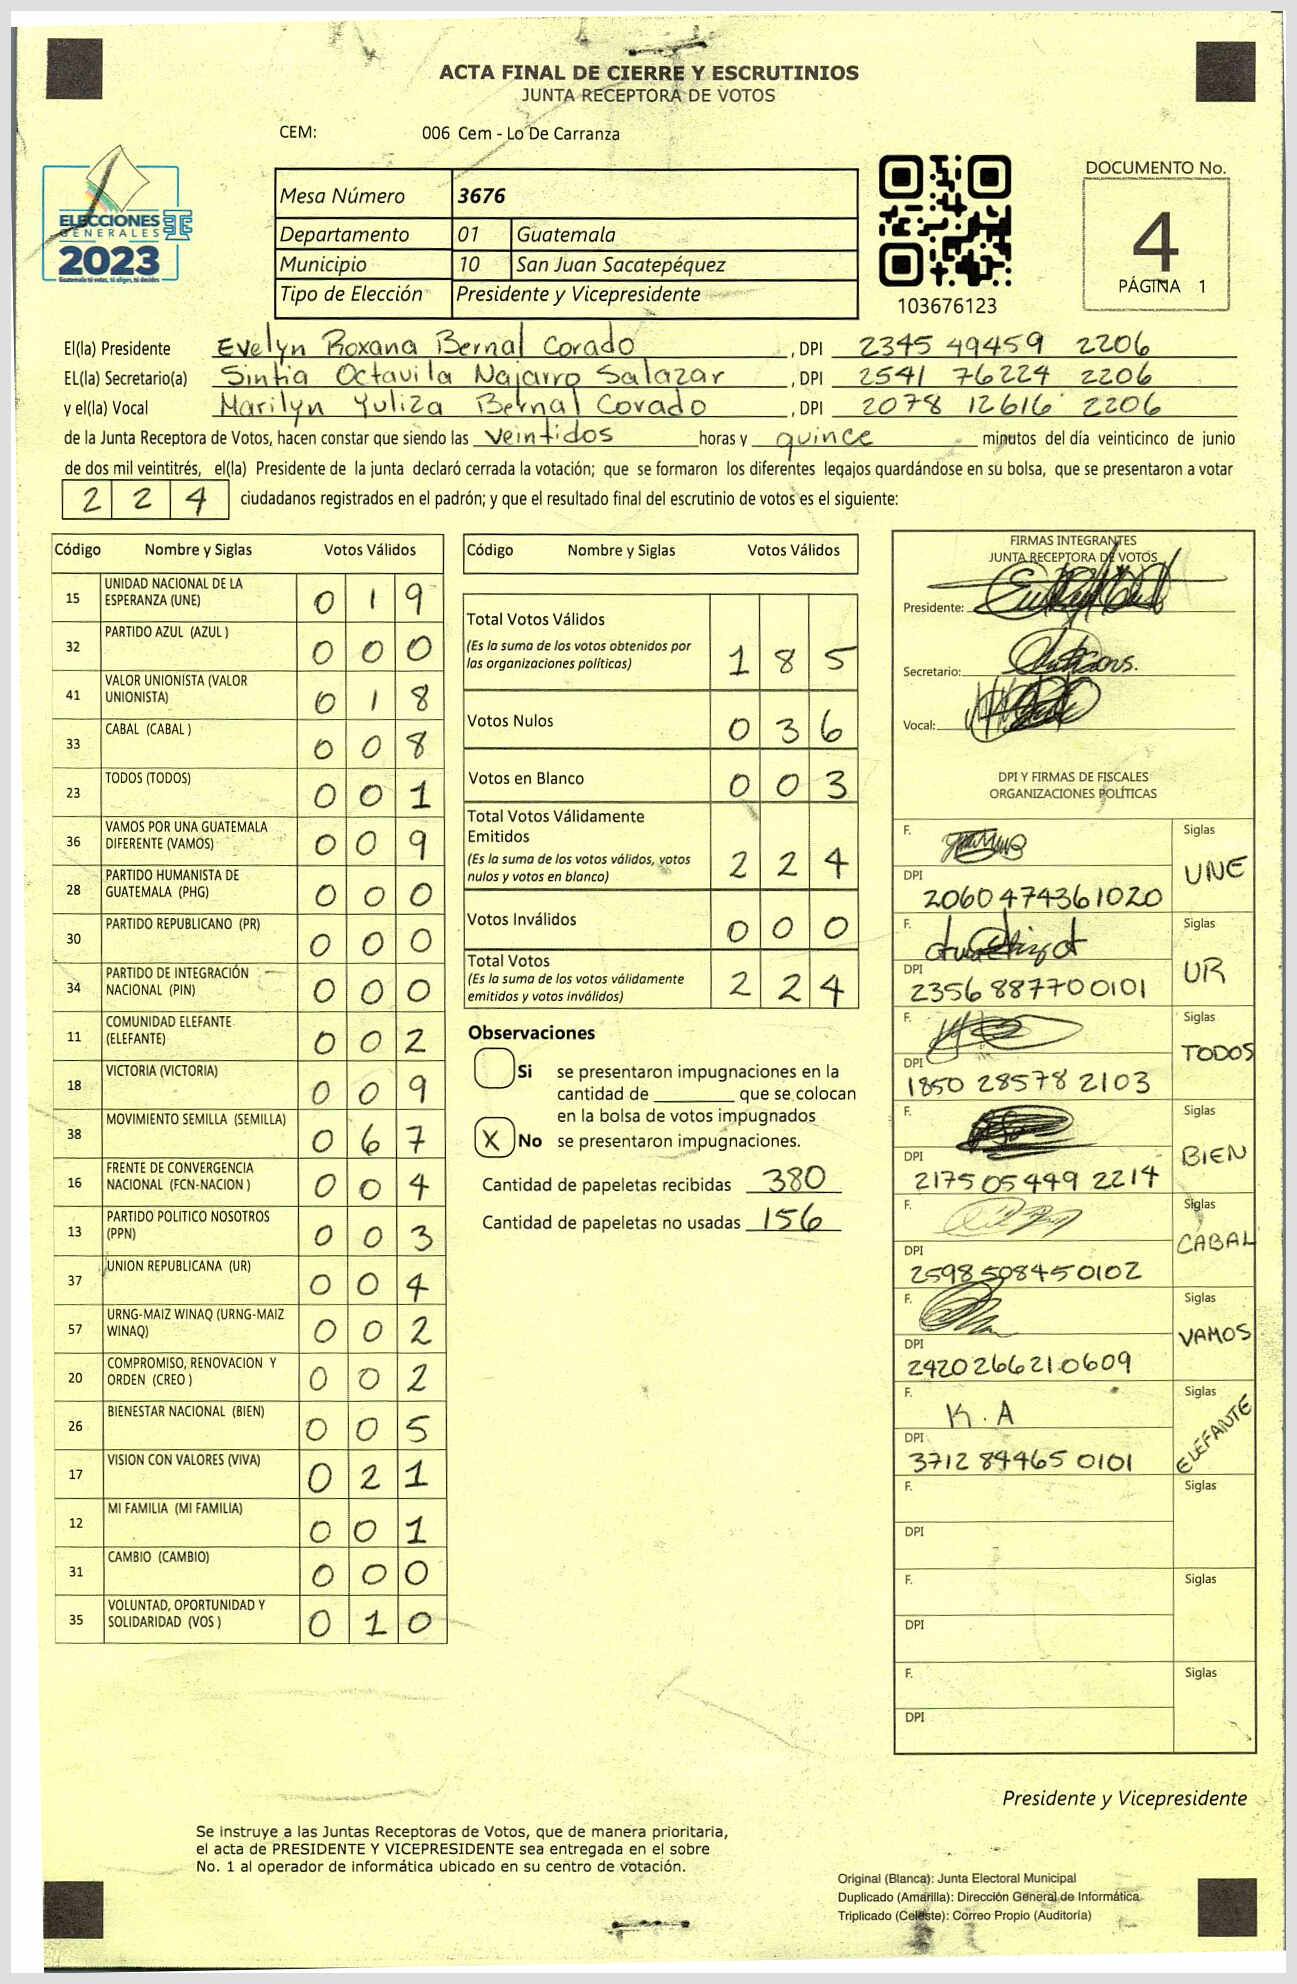 ACTA FINAL DE CIERRE Y ESCRUTINIOS
JUNTA RECEPTORA DE VOTOS
CEM: 006 Cem - Lo De Carranza
ELECCIONES
GENERALES
2023
Mesa Número 3676
Departamento 01 Guatemala
Municipio 10 San Juan Sacatepéquez
Tipo de Elección Presidente y Vicepresidente
103676123
DOCUMENTO No.
4
PÁGINA 1
El(la) Presidente Evelyn Roxana Bernal Corado , DPI 2345 49459 2206
EL(la) Secretario(a) Sintia Octavila Najarro Salazar , DPI 2541 76224 2206
y el(la) Vocal Marilyn Yuliza Bernal Corado , DPI 2078 12616 2206
de la Junta Receptora de Votos, hacen constar que siendo las veintidos horas y quince minutos del día veinticinco de junio
de dos mil veintitrés, el(la) Presidente de la junta declaró cerrada la votación; que se formaron los diferentes legajos guardándose en su bolsa, que se presentaron a votar
2 2 4 ciudadanos registrados en el padrón; y que el resultado final del escrutinio de votos es el siguiente:
Código Nombre y Siglas Votos Válidos
15 UNIDAD NACIONAL DE LA ESPERANZA (UNE) 0 1 9
32 PARTIDO AZUL (AZUL ) 0 0 0
41 VALOR UNIONISTA (VALOR UNIONISTA) 0 1 8
33 CABAL (CABAL ) 0 0 8
23 TODOS (TODOS) 0 0 1
36 VAMOS POR UNA GUATEMALA DIFERENTE (VAMOS) 0 0 9
28 PARTIDO HUMANISTA DE GUATEMALA (PHG) 0 0 0
30 PARTIDO REPUBLICANO (PR) 0 0 0
34 PARTIDO DE INTEGRACIÓN NACIONAL (PIN) 0 0 0
11 COMUNIDAD ELEFANTE (ELEFANTE) 0 0 2
18 VICTORIA (VICTORIA) 0 0 9
38 MOVIMIENTO SEMILLA (SEMILLA) 0 6 7
16 FRENTE DE CONVERGENCIA NACIONAL (FCN-NACION ) 0 0 4
13 PARTIDO POLITICO NOSOTROS (PPN) 0 0 3
37 UNION REPUBLICANA (UR) 0 0 4
57 URNG-MAIZ WINAQ (URNG-MAIZ WINAQ) 0 0 2
20 COMPROMISO, RENOVACION Y ORDEN (CREO ) 0 0 2
26 BIENESTAR NACIONAL (BIEN) 0 0 5
17 VISION CON VALORES (VIVA) 0 2 1
12 MI FAMILIA (MI FAMILIA) 0 0 1
31 CAMBIO (CAMBIO) 0 0 0
35 VOLUNTAD, OPORTUNIDAD Y SOLIDARIDAD (VOS ) 0 1 0
Código Nombre y Siglas Votos Válidos
Total Votos Válidos
(Es la suma de los votos obtenidos por
las organizaciones políticas) 1 8 5
Votos Nulos 0 3 6
Votos en Blanco 0 0 3
Total Votos Válidamente
Emitidos
(Es la suma de los votos válidos, votos
nulos y votos en blanco) 2 2 4
Votos Inválidos 0 0 0
Total Votos
(Es la suma de los votos válidamente
emitidos y votos inválidos) 2 2 4
Observaciones
Si se presentaron impugnaciones en la
cantidad de ________ que se colocan
en la bolsa de votos impugnados
X No se presentaron impugnaciones.
Cantidad de papeletas recibidas 380
Cantidad de papeletas no usadas 156
FIRMAS INTEGRANTES
JUNTA RECEPTORA DE VOTOS
Presidente:
Secretario:
Vocal:
DPI Y FIRMAS DE FISCALES
ORGANIZACIONES POLÍTICAS
F. Siglas UNE
DPI 2060 47436 1020
F. Siglas UR
DPI 2356 88770 0101
F. Siglas TODOS
DPI 1850 28578 2103
F. Siglas BIEN
DPI 2175 05449 2214
F. Siglas CABAL
DPI 2598 50845 0102
F. Siglas VAMOS
DPI 2420 26621 0609
F. K.A Siglas ELEFANTE
DPI 3712 84465 0101
F. Siglas
DPI
F. Siglas
DPI
F. Siglas
DPI
Presidente y Vicepresidente
Se instruye a las Juntas Receptoras de Votos, que de manera prioritaria,
el acta de PRESIDENTE Y VICEPRESIDENTE sea entregada en el sobre
No. 1 al operador de informática ubicado en su centro de votación.
Original (Blanca): Junta Electoral Municipal
Duplicado (Amarilla): Dirección General de Informática
Triplicado (Celeste): Correo Propio (Auditoría)